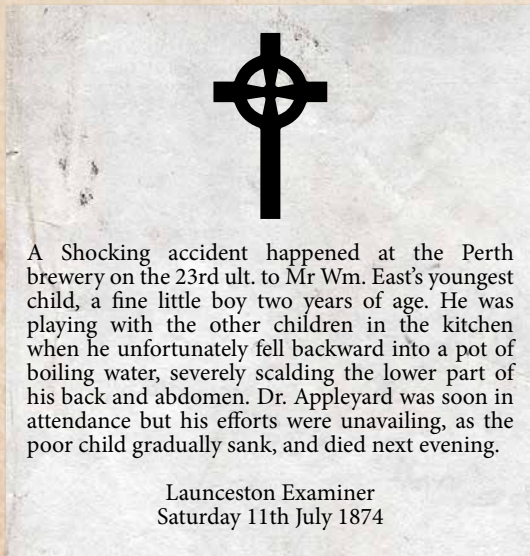 A Shocking accident happened at the Perth
brewery on the 23rd ult. to Mr Wm. East's youngest
child, a fine little boy two years of age. He was
playing with the other children in the kitchen
when he unfortunately fell backward into a pot of
boiling water, severely scalding the lower part of
his back and abdomen. Dr. Appleyard was soon in
attendance but his efforts were unavailing, as the
poor child gradually sank, and died next evening.
Launceston Examiner
Saturday 11th July 1874